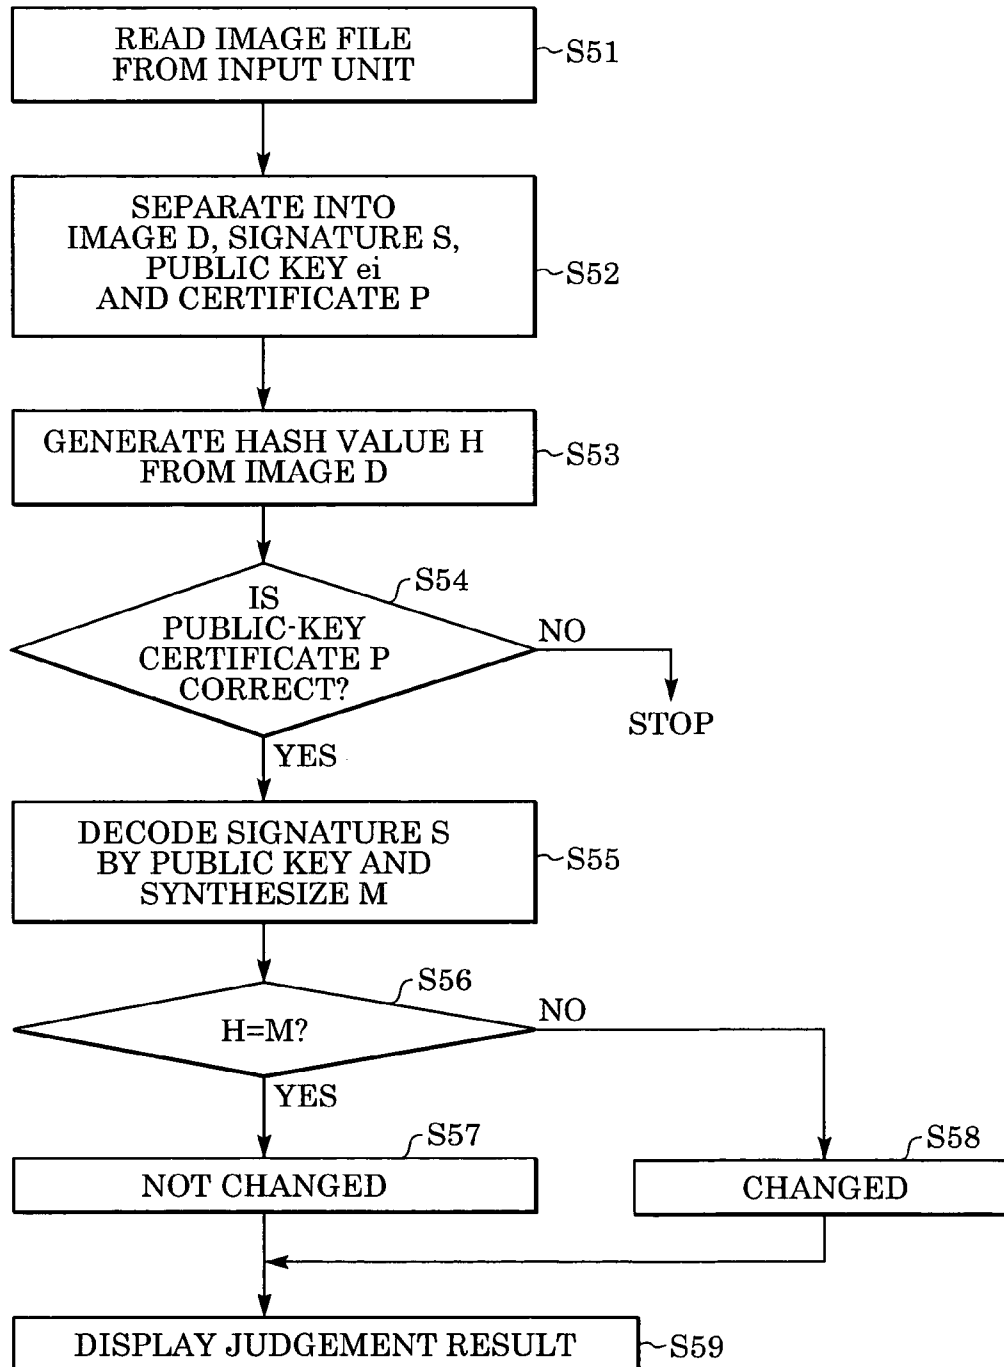 READ IMAGE FILE
FROM INPUT UNIT
S51
SEPARATE INTO
IMAGE D, SIGNATURE S,
PUBLIC KEY ei
AND CERTIFICATE P
S52
GENERATE HASH VALUE H
FROM IMAGE D
S53
S54
IS
PUBLIC-KEY
CERTIFICATE P
CORRECT?
NO
STOP
YES
DECODE SIGNATURE S
BY PUBLIC KEY AND
SYNTHESIZE M
S55
S56
H=M?
NO
YES
S57
NOT CHANGED
S58
CHANGED
DISPLAY JUDGEMENT RESULT
S59